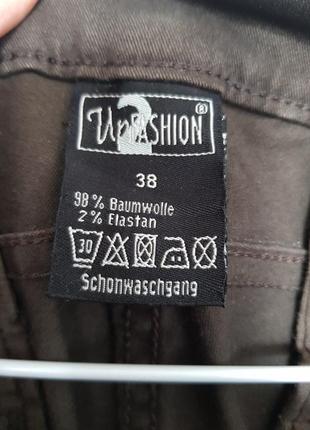 Up2FASHION®
38
98% Baumwolle
2% Elastan
30
Schonwaschgang